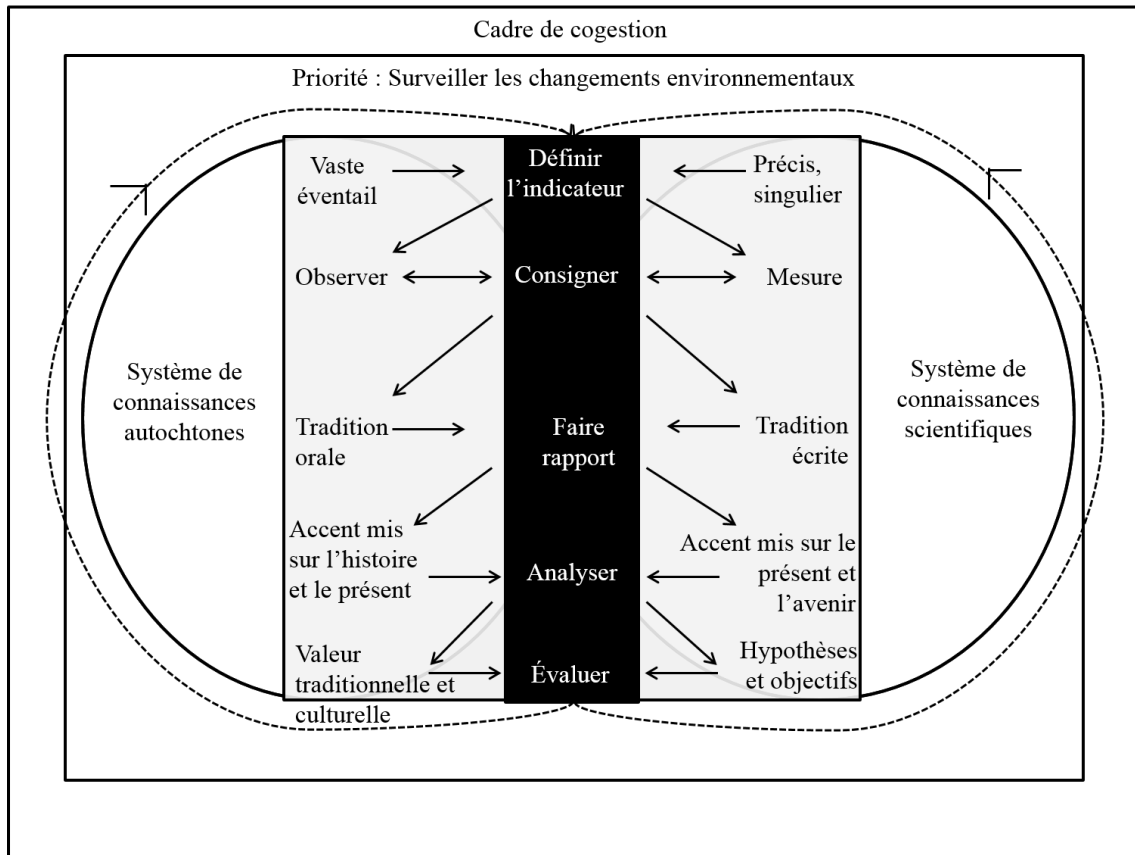 Cadre de cogestion
Priorité : Surveiller les changements environnementaux
Vaste
éventail
Définir
l’indicateur
Précis,
singulier
Observer
Consigner
Mesure
Système de
connaissances
autochtones
Système de
connaissances
scientifiques
Tradition
orale
Faire
rapport
Tradition
écrite
Accent mis
sur l’histoire
et le présent
Analyser
Accent mis sur le
présent et
l’avenir
Valeur
traditionnelle et
culturelle
Évaluer
Hypothèses
et objectifs